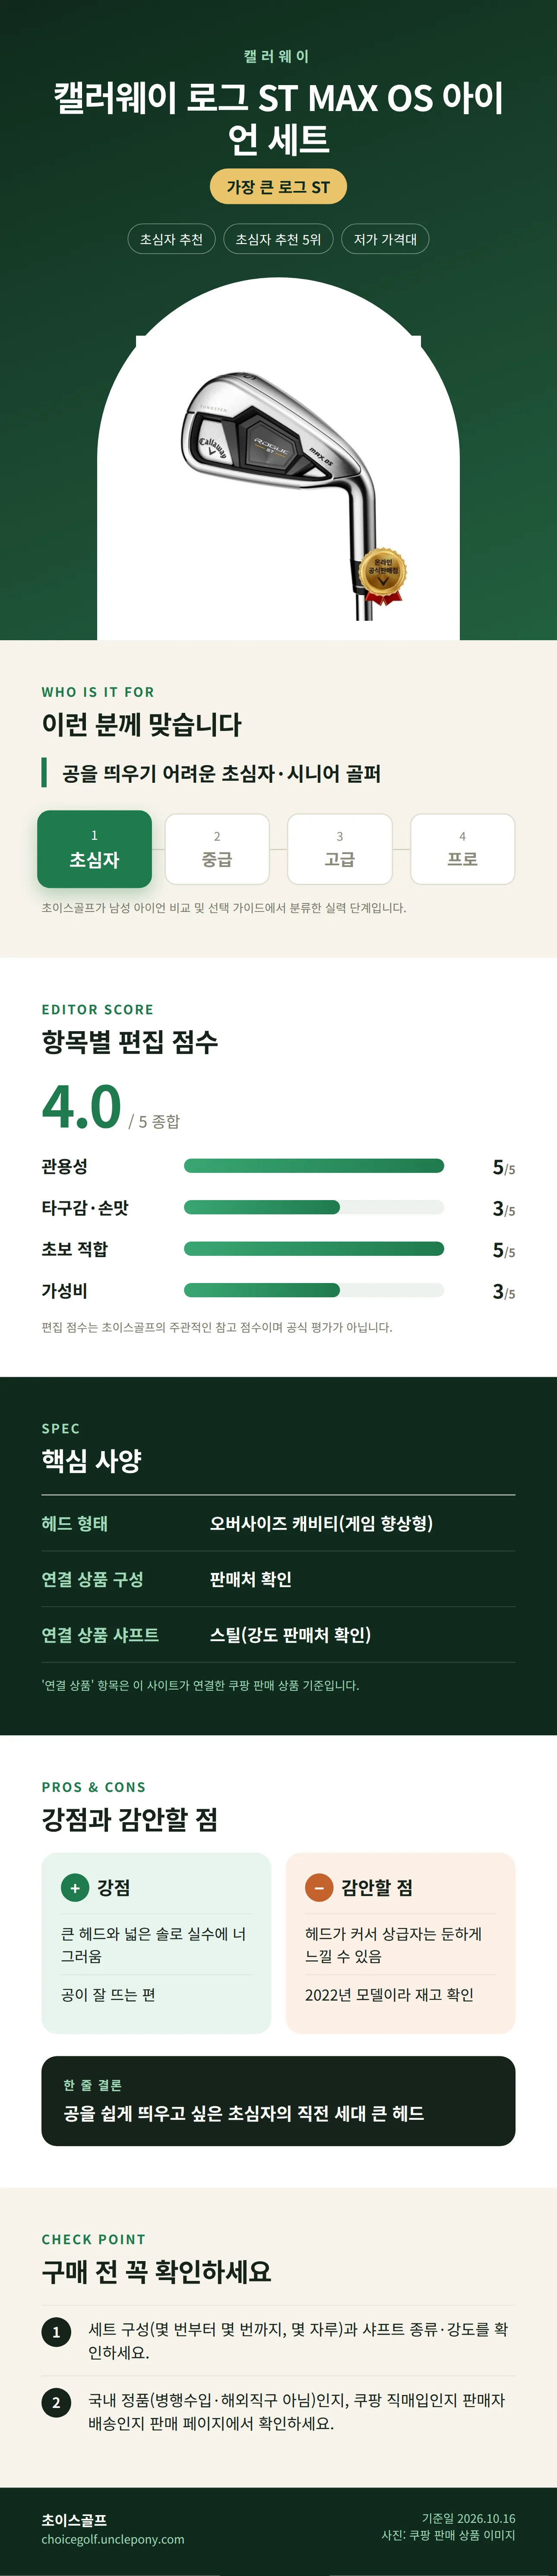 캘러웨이
캘러웨이 로그 ST MAX OS 아이
언 세트
가장 큰 로그 ST
초심자 추천
초심자 추천 5위
저가 가격대
TUNGSTEN
Callaway
ROGUE
ST
MAX OS
온라인
공식판매점
WHO IS IT FOR
이런 분께 맞습니다
공을 띄우기 어려운 초심자·시니어 골퍼
1
초심자
2
중급
3
고급
4
프로
초이스골프가 남성 아이언 비교 및 선택 가이드에서 분류한 실력 단계입니다.
EDITOR SCORE
항목별 편집 점수
4.0 / 5 종합
관용성 5/5
타구감·손맛 3/5
초보 적합 5/5
가성비 3/5
편집 점수는 초이스골프의 주관적인 참고 점수이며 공식 평가가 아닙니다.
SPEC
핵심 사양
헤드 형태 오버사이즈 캐비티(게임 향상형)
연결 상품 구성 판매처 확인
연결 상품 샤프트 스틸(강도 판매처 확인)
'연결 상품' 항목은 이 사이트가 연결한 쿠팡 판매 상품 기준입니다.
PROS & CONS
강점과 감안할 점
+ 강점
큰 헤드와 넓은 솔로 실수에 너
그러움
공이 잘 뜨는 편
− 감안할 점
헤드가 커서 상급자는 둔하게
느낄 수 있음
2022년 모델이라 재고 확인
한 줄 결론
공을 쉽게 띄우고 싶은 초심자의 직전 세대 큰 헤드
CHECK POINT
구매 전 꼭 확인하세요
1 세트 구성(몇 번부터 몇 번까지, 몇 자루)과 샤프트 종류·강도를 확
인하세요.
2 국내 정품(병행수입·해외직구 아님)인지, 쿠팡 직매입인지 판매자
배송인지 판매 페이지에서 확인하세요.
초이스골프
choicegolf.unclepony.com
기준일 2026.10.16
사진: 쿠팡 판매 상품 이미지